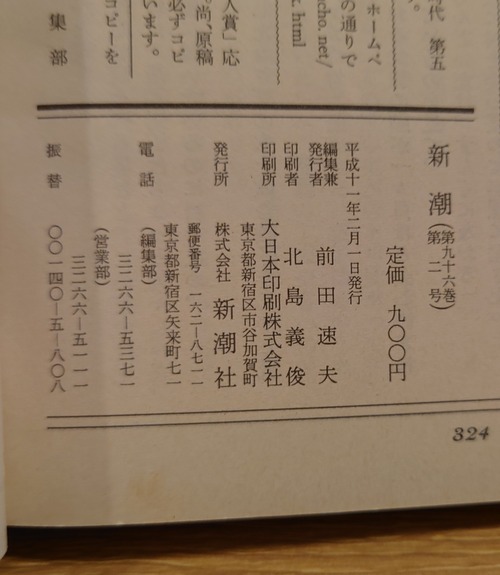 時代 第五
。
ホームペ
の通りで
cho. net/
t. html
人賞」応
。尚、原稿
必ずコピ
います。
コピーを
集 部
新 潮 (第九十六巻 第二号)
定価 九〇〇円
平成十一年二月一日発行
編集兼発行者 前田速夫
印刷者 北島義俊
印刷所 大日本印刷株式会社
東京都新宿区市谷加賀町
発行所 株式会社 新潮社
郵便番号 一六二―八七一一
東京都新宿区矢来町七一
電 話 (編集部)
三二六六―五三七一
(営業部)
三二六六―五一一一
振 替 〇〇一四〇―五―八〇八
324